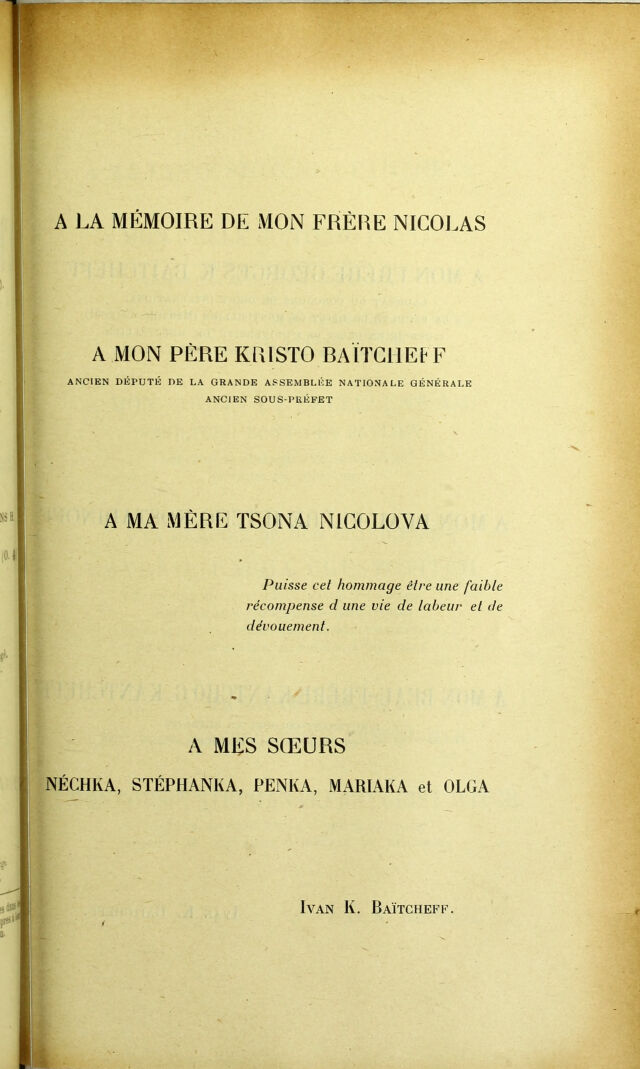 A LA MÉMOIRE DE MON FRÈRE NICOLAS
A MON PÈRE KRISTO BAÏTCHEFF
ANCIEN DÉPUTÉ DE LA GRANDE ASSEMBLÉE NATIONALE GÉNÉRALE
ANCIEN SOUS-PRÉFET
A MA MÈRE TSONA NICOLOVA
Puisse cet hommage être une faible
récompense d une vie de labeur et de
dévouement.
A MES SŒURS
NÉCHKA, STÉPHANKA, PENKA, MARIAKA et OLGA
IVAN K. BAÏTCHEFF.